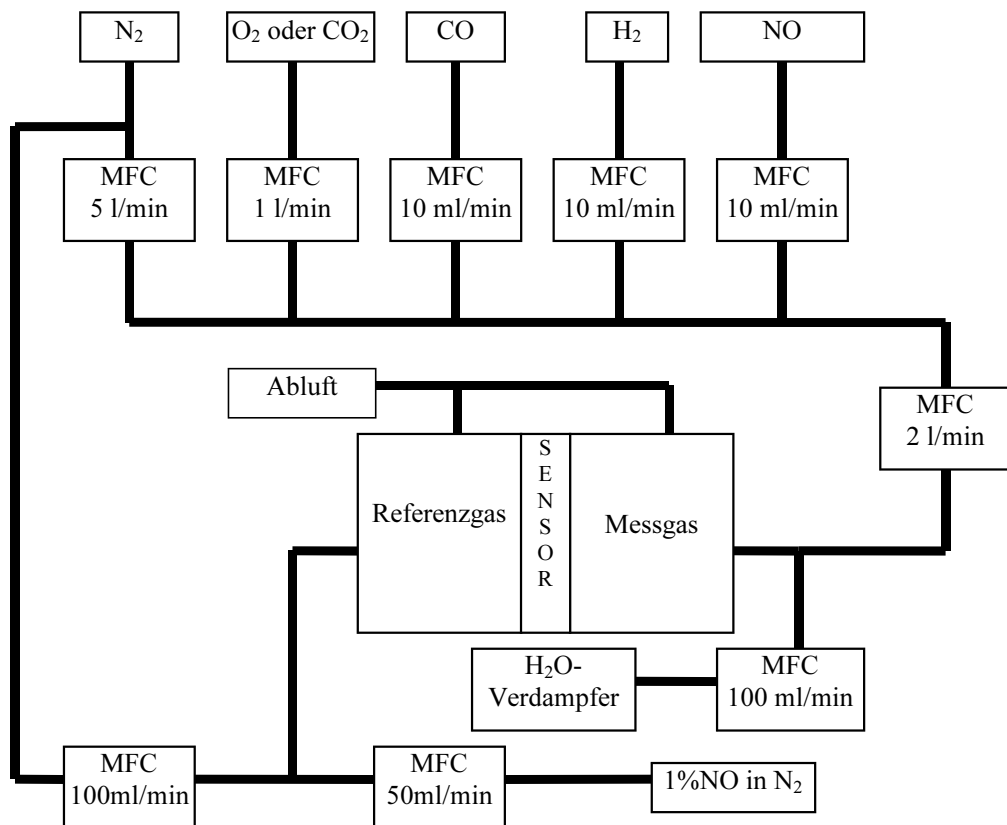 N₂
O₂ oder CO₂
CO
H₂
NO
MFC
5 l/min
MFC
1 l/min
MFC
10 ml/min
MFC
10 ml/min
MFC
10 ml/min
Abluft
MFC
2 l/min
Referenzgas
SENSOR
Messgas
H₂O-
Verdampfer
MFC
100 ml/min
MFC
100ml/min
MFC
50ml/min
1%NO in N₂